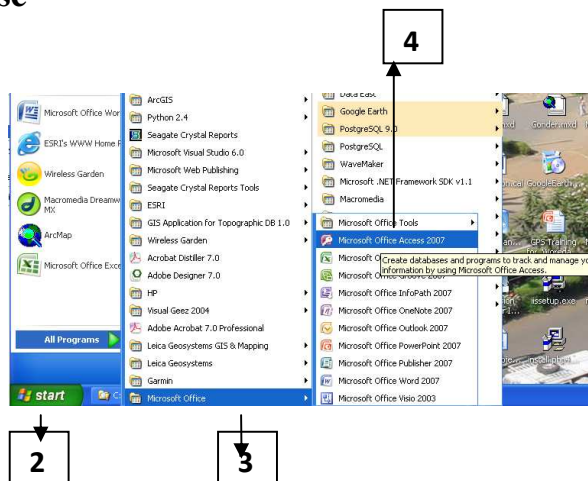 4
Microsoft Office Wor
ESRI's WWW Home P
Wireless Garden
Macromedia Dreamw
MX
ArcMap
Microsoft Office Exce
All Programs
start
ArcGIS
Python 2.4
Seagate Crystal Reports
Microsoft Visual Studio 6.0
Microsoft Web Publishing
Seagate Crystal Reports Tools
ESRI
GIS Application for Topographic DB 1.0
Wireless Garden
Acrobat Distiller 7.0
Adobe Designer 7.0
HP
Visual Geez 2004
Adobe Acrobat 7.0 Professional
Leica Geosystems GIS & Mapping
Leica Geosystems
Garmin
Microsoft Office
Data East
Google Earth
PostgreSQL 9.0
PostgreSQL
WaveMaker
Microsoft .NET Framework SDK v1.1
Macromedia
Microsoft Office Tools
Microsoft Office Access 2007
Create databases and programs to track and manage yo
information by using Microsoft Office Access.
Microsoft Office InfoPath 2007
Microsoft Office OneNote 2007
Microsoft Office Outlook 2007
Microsoft Office PowerPoint 2007
Microsoft Office Publisher 2007
Microsoft Office Word 2007
Microsoft Office Visio 2003
Gonder.mxd
GoogleEarth
GPS Training
issetup.exe
2
3